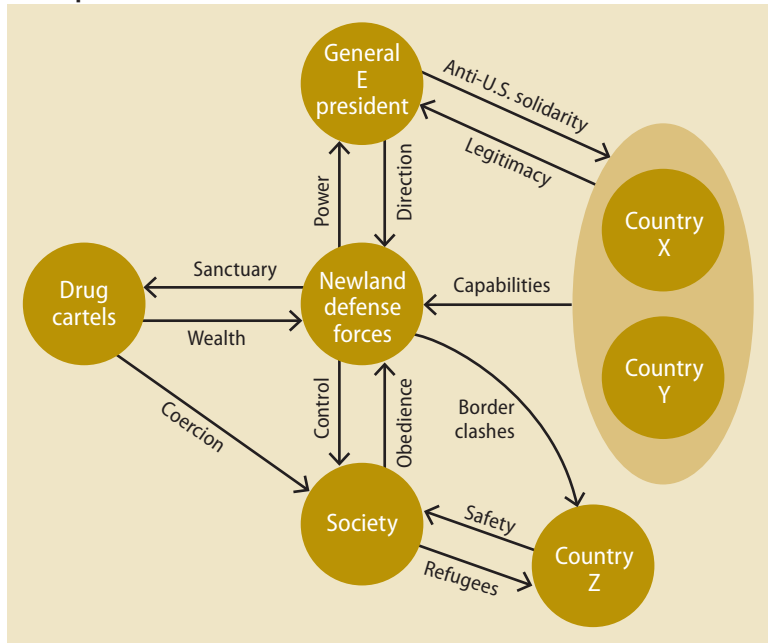 General
E
president
Anti-U.S. solidarity
Legitimacy
Power
Direction
Country
X
Drug
cartels
Sanctuary
Wealth
Newland
defense
forces
Capabilities
Country
Y
Coercion
Control
Obedience
Border
clashes
Society
Safety
Refugees
Country
Z